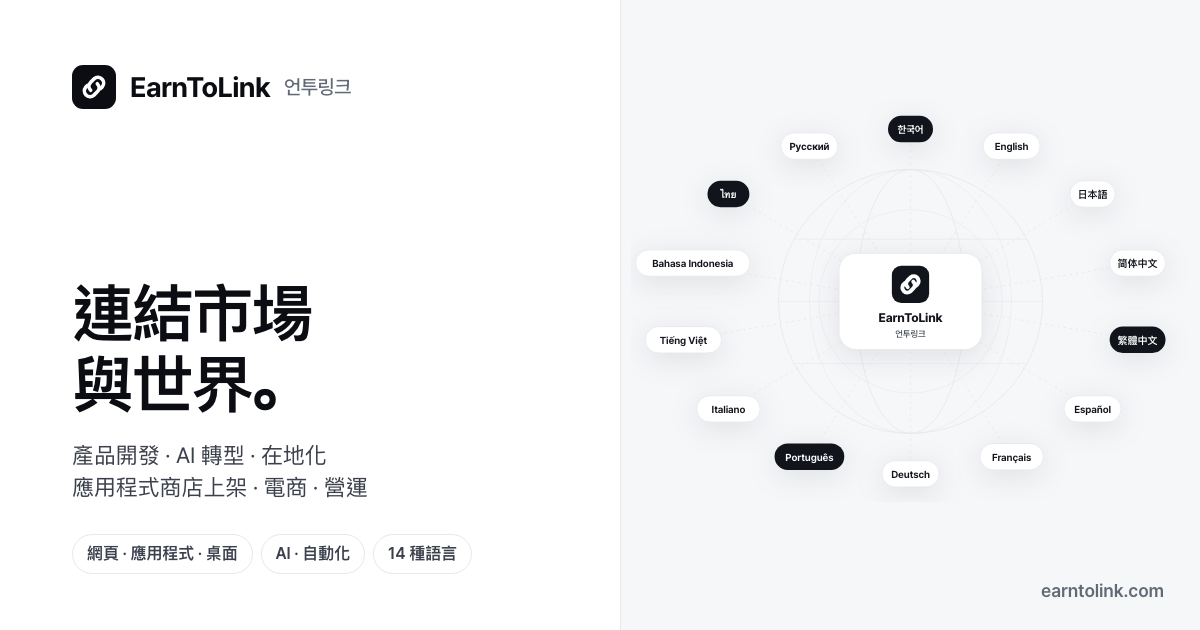 EarnToLink 언투링크
連結市場
與世界。
產品開發 · AI 轉型 · 在地化
應用程式商店上架 · 電商 · 營運
網頁 · 應用程式 · 桌面
AI · 自動化
14 種語言
한국어
Русский
English
ไทย
日本語
Bahasa Indonesia
简体中文
EarnToLink
언투링크
Tiếng Việt
繁體中文
Italiano
Español
Português
Français
Deutsch
earntolink.com